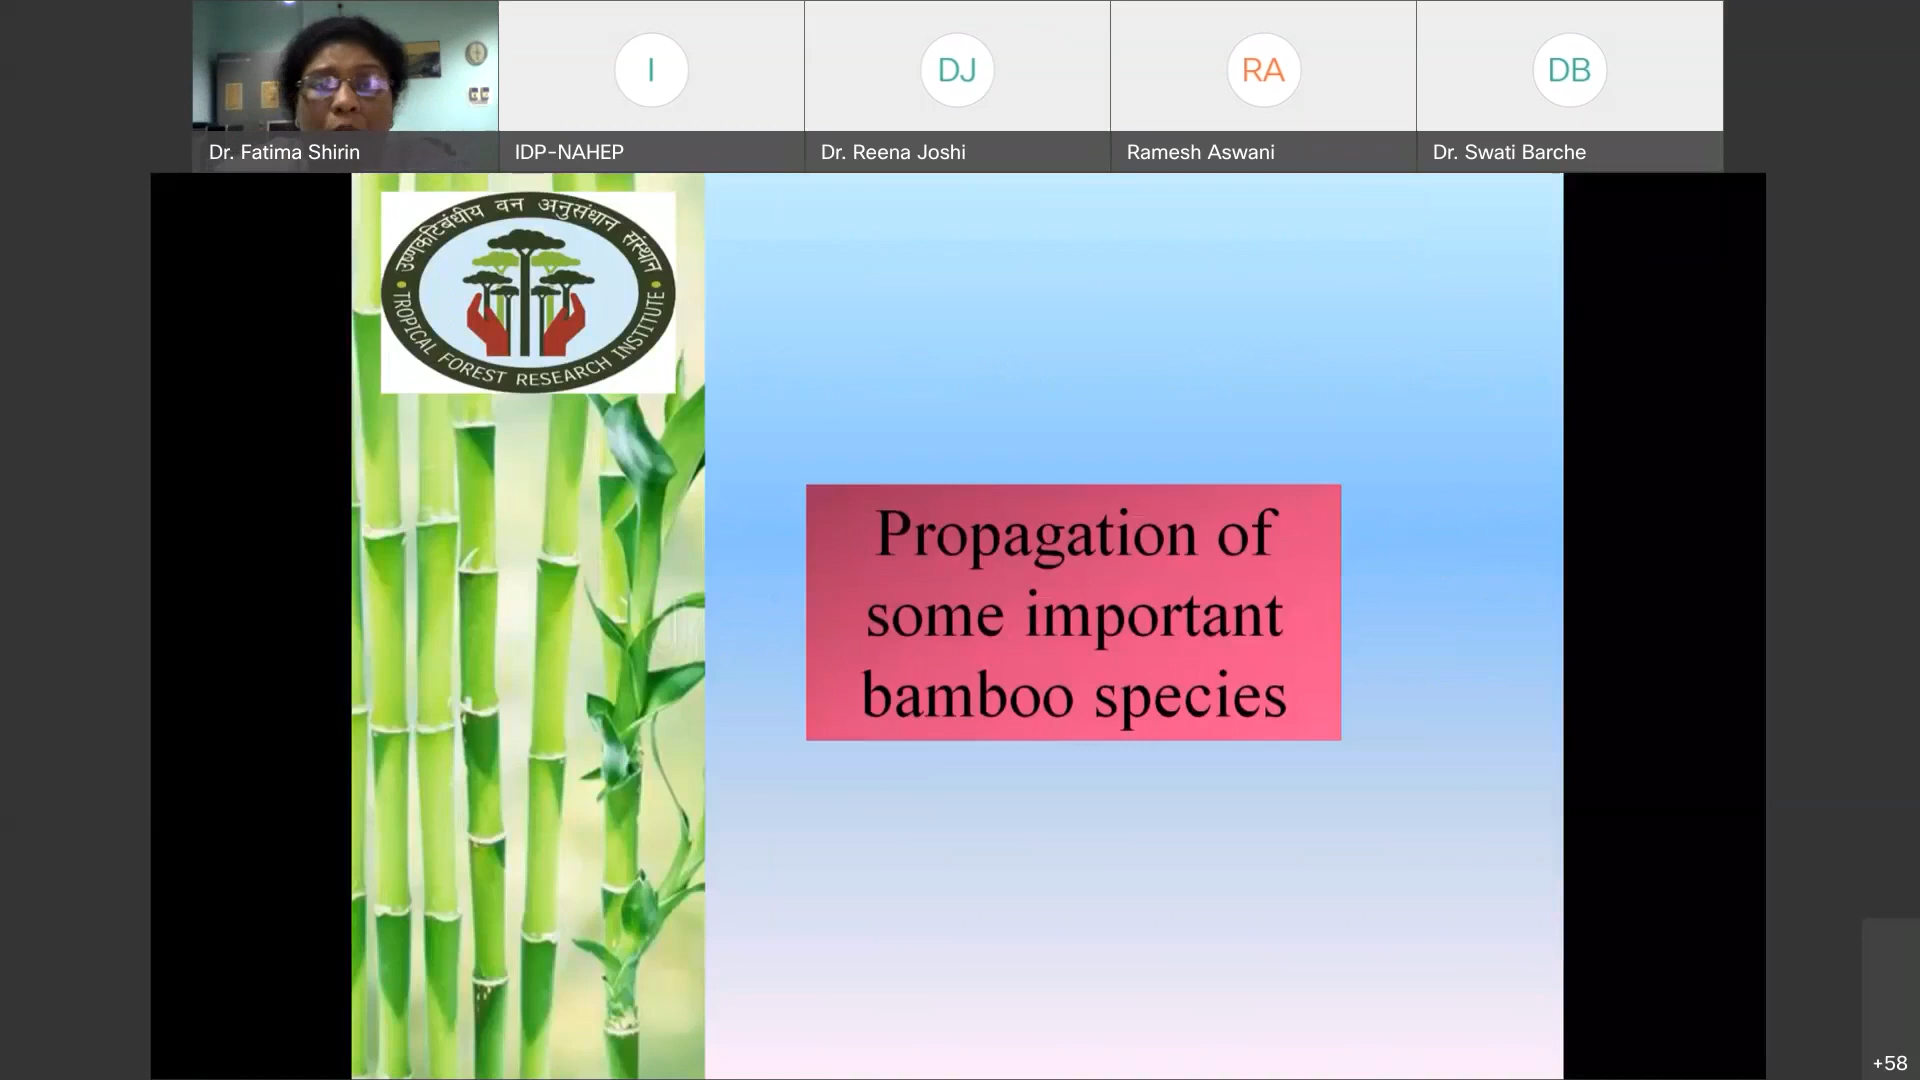 I
DJ
RA
DB
Dr. Fatima Shirin
IDP-NAHEP
Dr. Reena Joshi
Ramesh Aswani
Dr. Swati Barche
उष्णकटिबंधीय वन अनुसंधान संस्थान
TROPICAL FOREST RESEARCH INSTITUTE
Propagation of
some important
bamboo species
+58